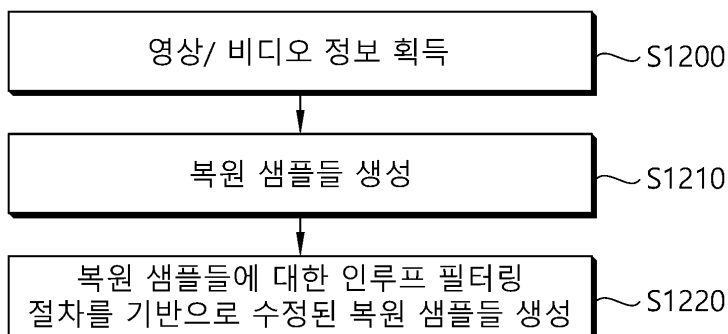 영상/ 비디오 정보 획득
S1200
복원 샘플들 생성
S1210
복원 샘플들에 대한 인루프 필터링
절차를 기반으로 수정된 복원 샘플들 생성
S1220